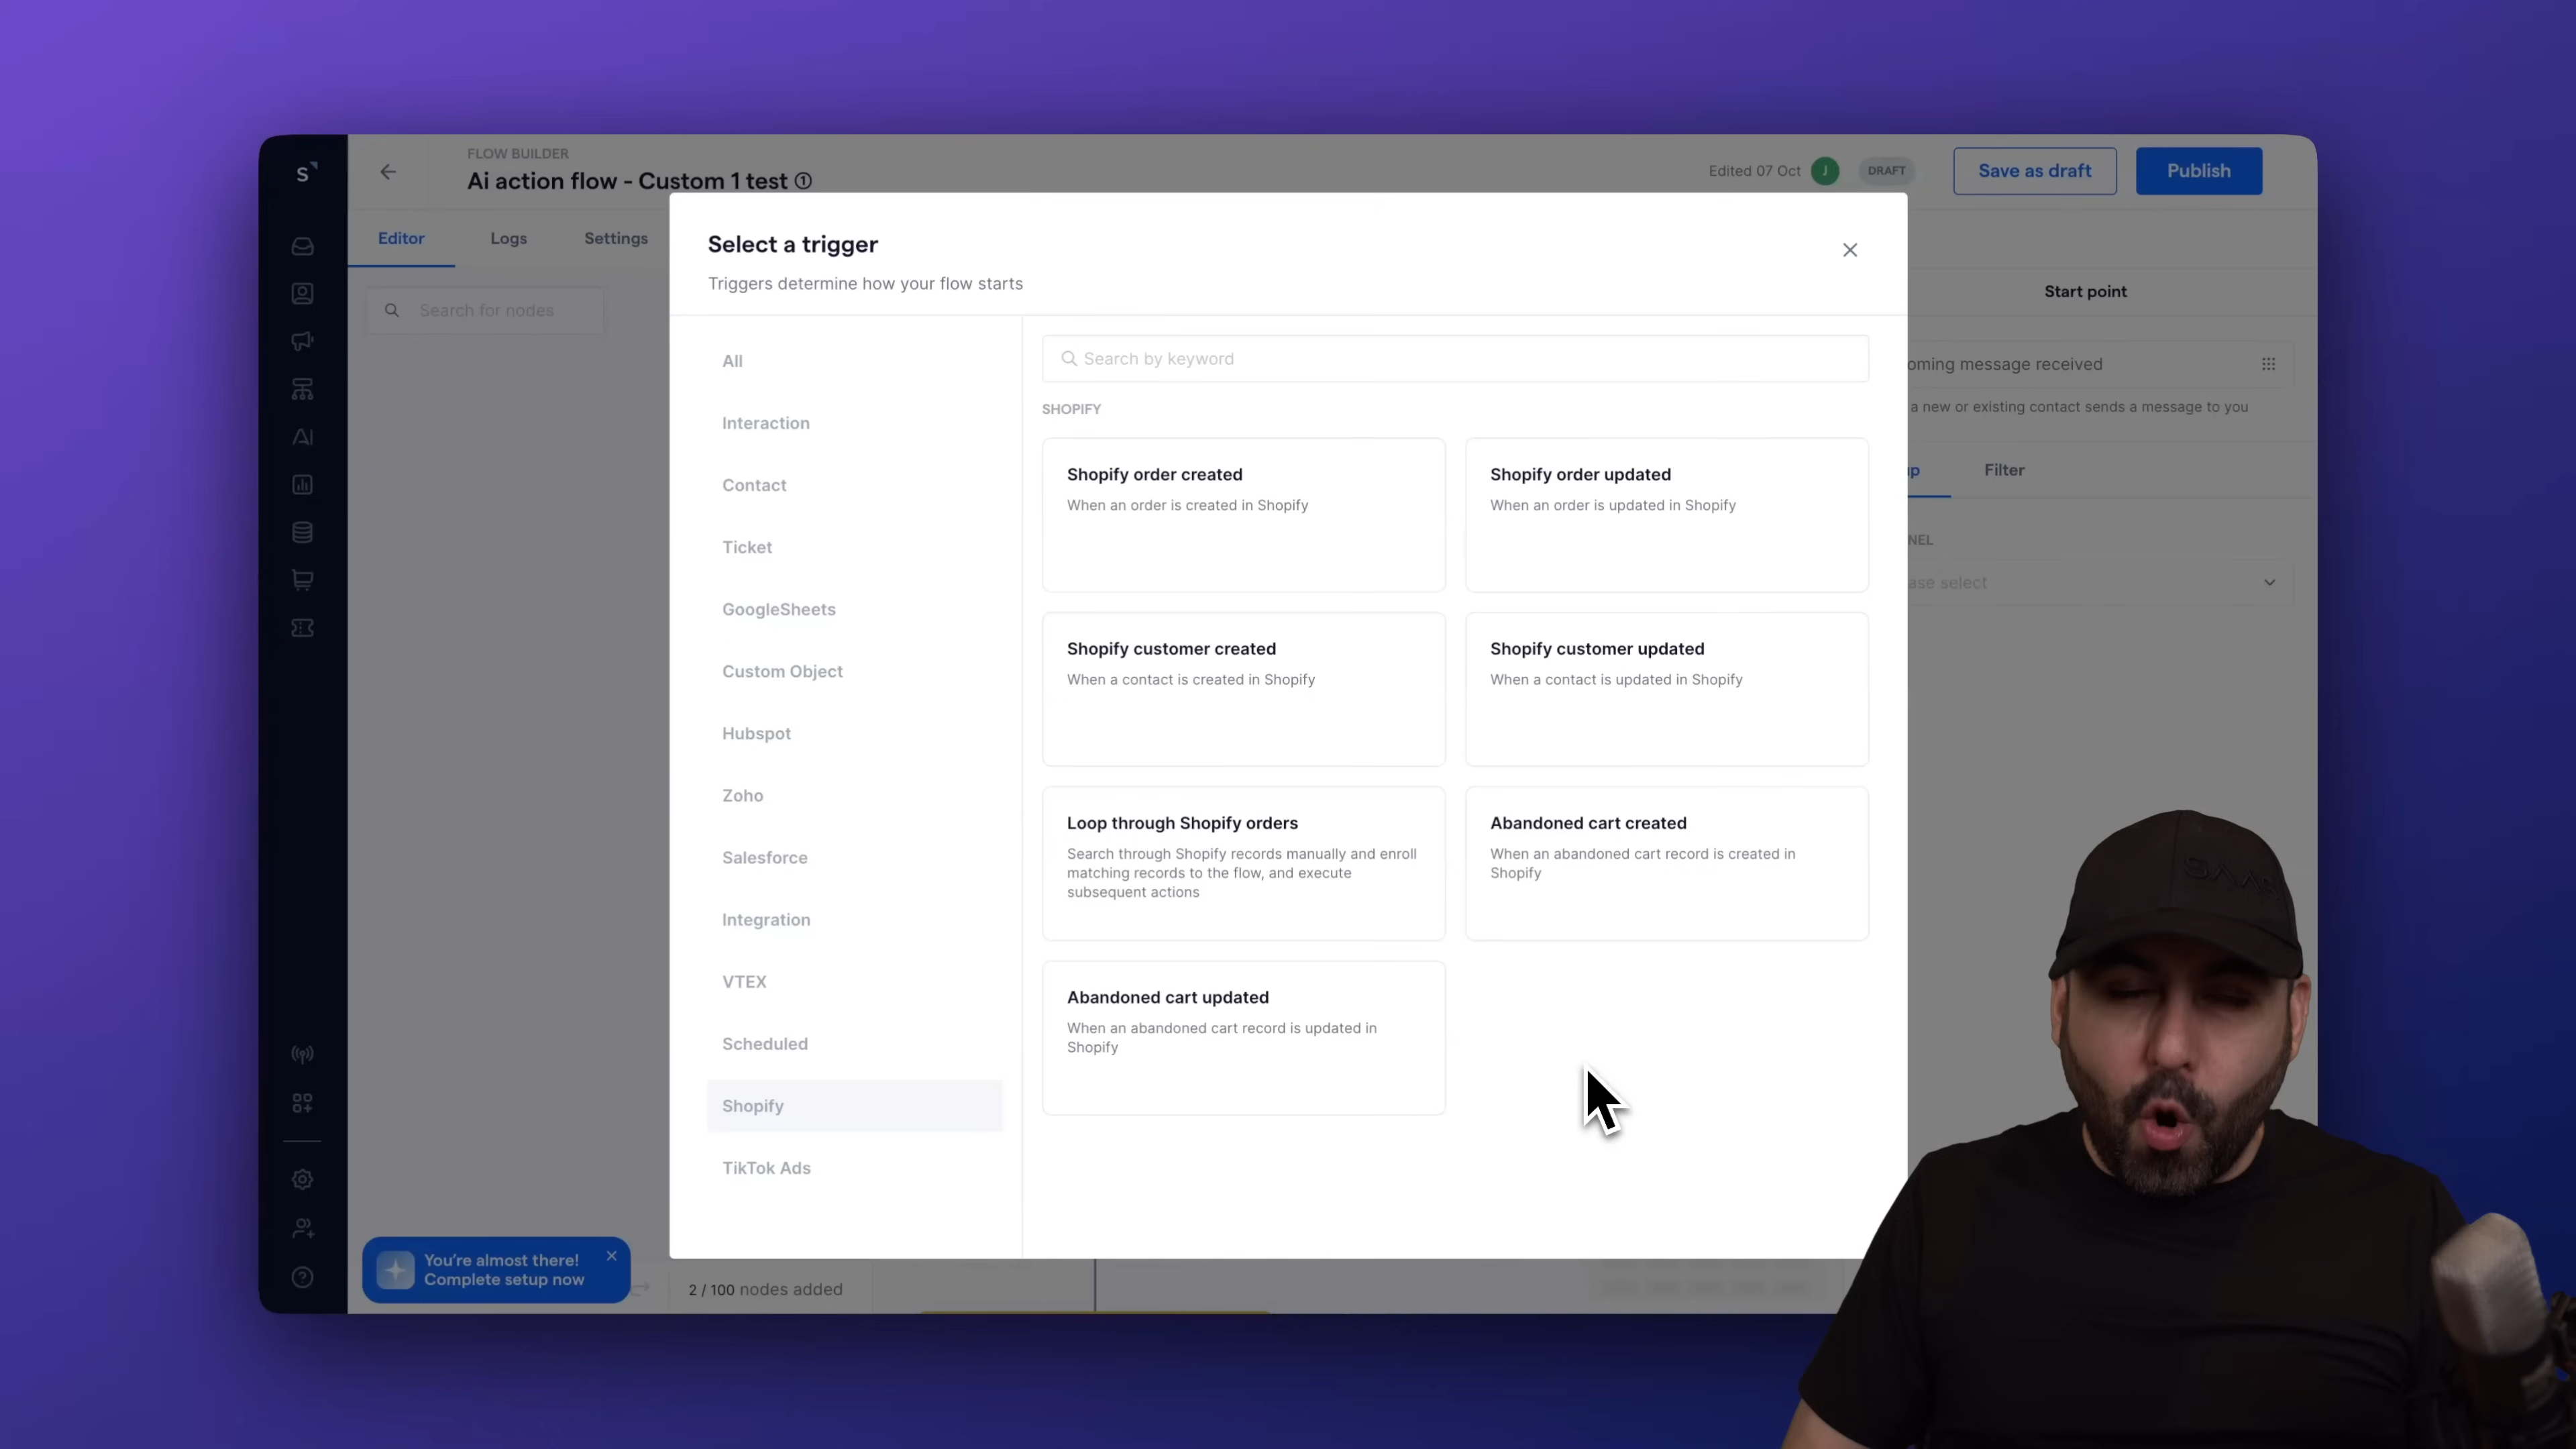 S
FLOW BUILDER
Ai action flow - Custom 1 test
Edited 07 Oct
J
DRAFT
Save as draft
Publish
Editor
Logs
Settings
Search for nodes
AI
Select a trigger
Triggers determine how your flow starts
All
Interaction
Contact
Ticket
GoogleSheets
Custom Object
Hubspot
Zoho
Salesforce
Integration
VTEX
Scheduled
Shopify
TikTok Ads
Search by keyword
SHOPIFY
Shopify order created
When an order is created in Shopify
Shopify order updated
When an order is updated in Shopify
Shopify customer created
When a contact is created in Shopify
Shopify customer updated
When a contact is updated in Shopify
Loop through Shopify orders
Search through Shopify records manually and enroll
matching records to the flow, and execute
subsequent actions
Abandoned cart created
When an abandoned cart record is created in
Shopify
Abandoned cart updated
When an abandoned cart record is updated in
Shopify
Start point
oming message received
a new or existing contact sends a message to you
Filter
NEL
ase select
You're almost there!
Complete setup now
2 / 100 nodes added